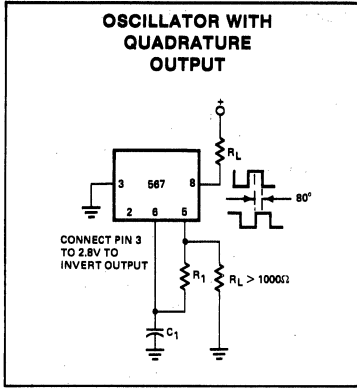 OSCILLATOR WITH
QUADRATURE
OUTPUT
+
RL
3
567
8
80°
2
6
5
CONNECT PIN 3
TO 2.8V TO
INVERT OUTPUT
R1
RL > 1000Ω
C1